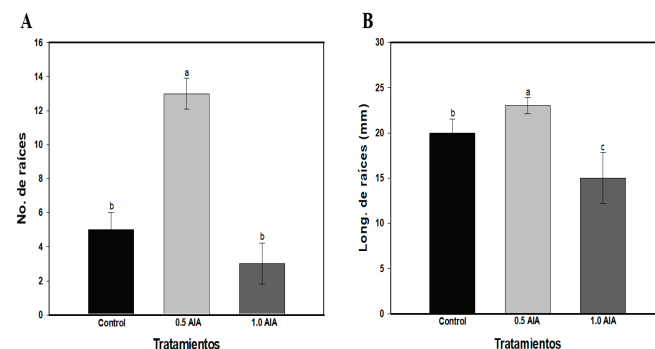 A
No. de raíces
16
14
12
10
8
6
4
2
0
b
a
b
Control
0.5 AIA
1.0 AIA
Tratamientos
B
Long. de raíces (mm)
30
25
20
15
10
5
0
b
a
c
Control
0.5 AIA
1.0 AIA
Tratamientos